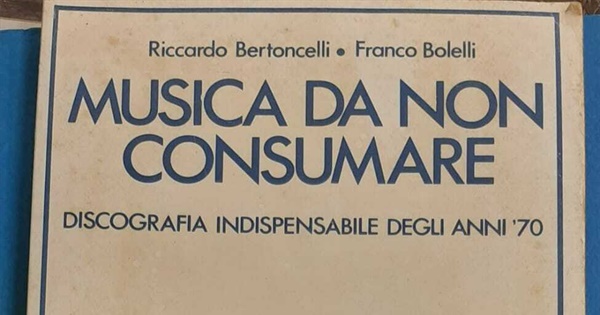 Riccardo Bertoncelli • Franco Bolelli
MUSICA DA NON
CONSUMARE
DISCOGRAFIA INDISPENSABILE DEGLI ANNI '70